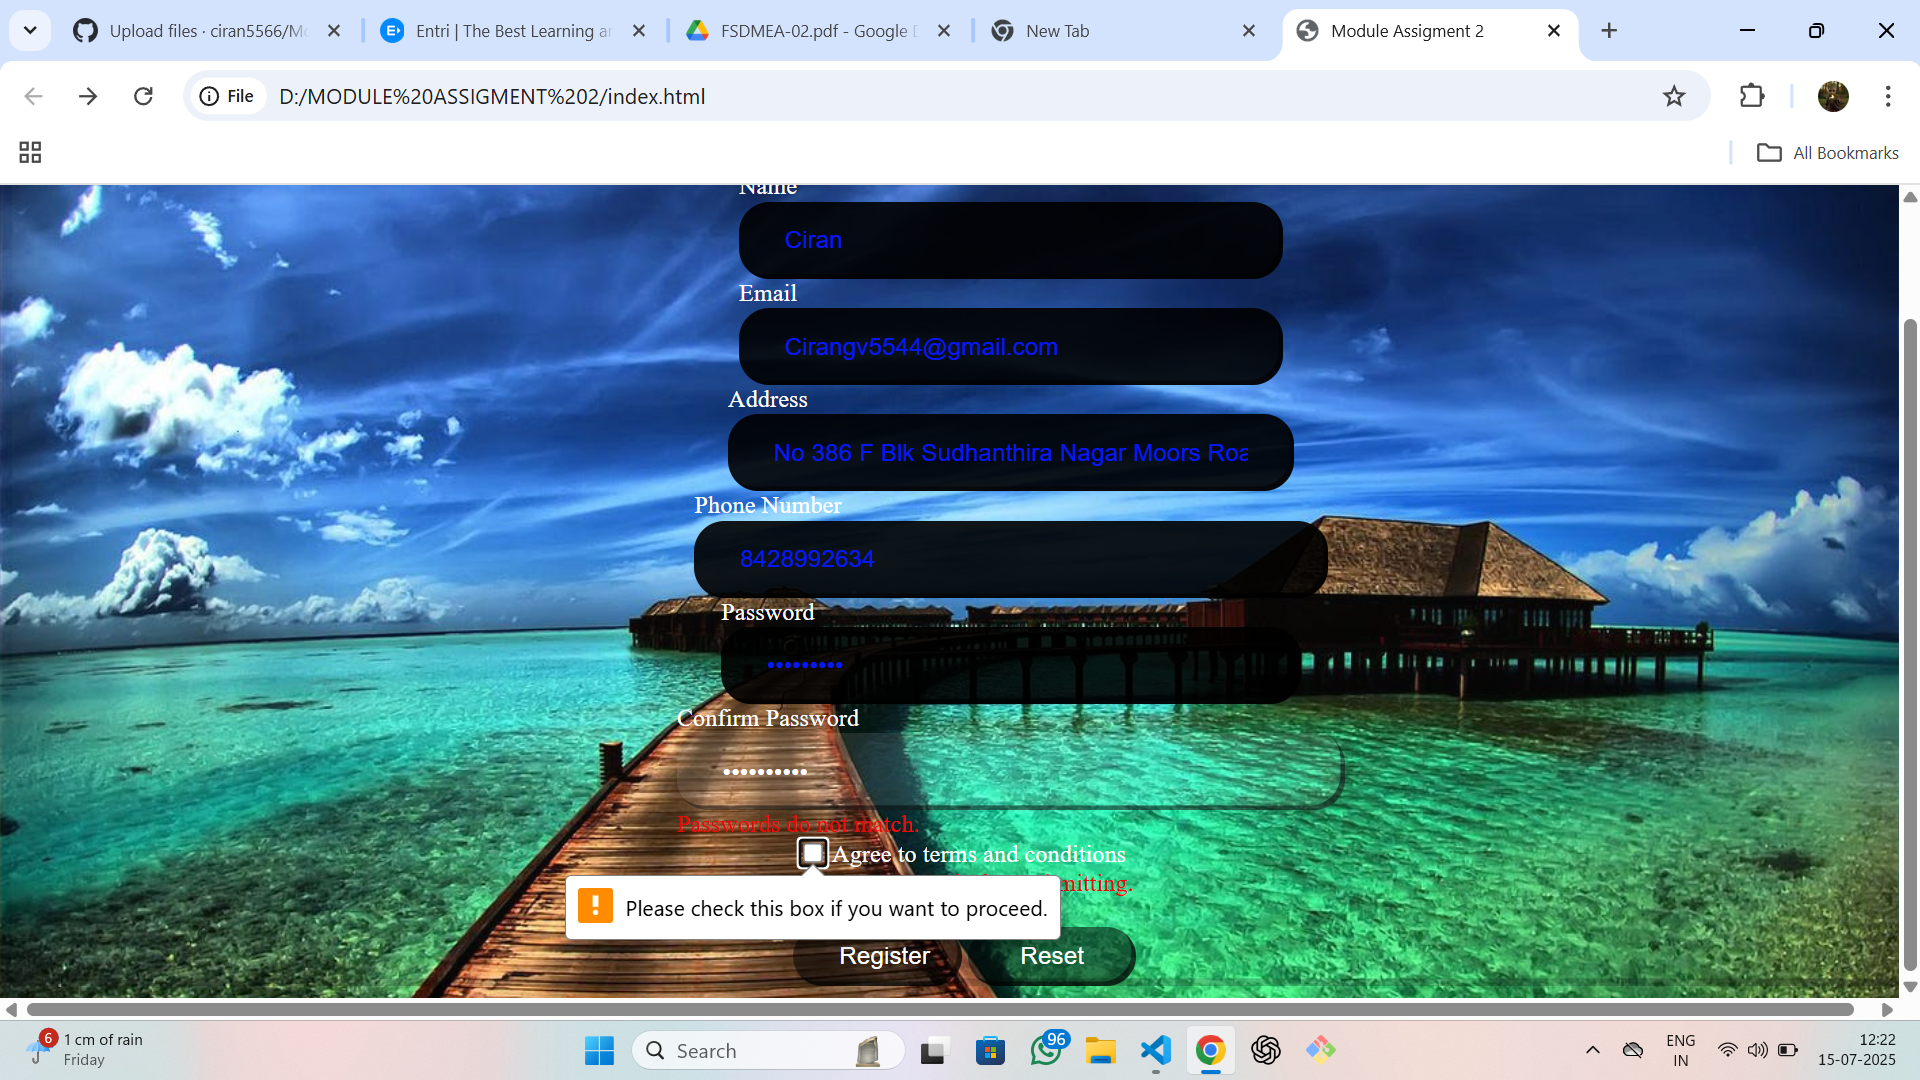 Upload files · ciran5566/Mo
Entri | The Best Learning an
FSDMEA-02.pdf - Google D
New Tab
Module Assigment 2
File
D:/MODULE%20ASSIGMENT%202/index.html
All Bookmarks
Name
Ciran
Email
Cirangv5544@gmail.com
Address
No 386 F Blk Sudhanthira Nagar Moors Roa
Phone Number
8428992634
Password
Confirm Password
Passwords do not match.
Agree to terms and conditions
mitting.
Please check this box if you want to proceed.
Register
Reset
6
1 cm of rain
Friday
Search
96
ENG
IN
12:22
15-07-2025